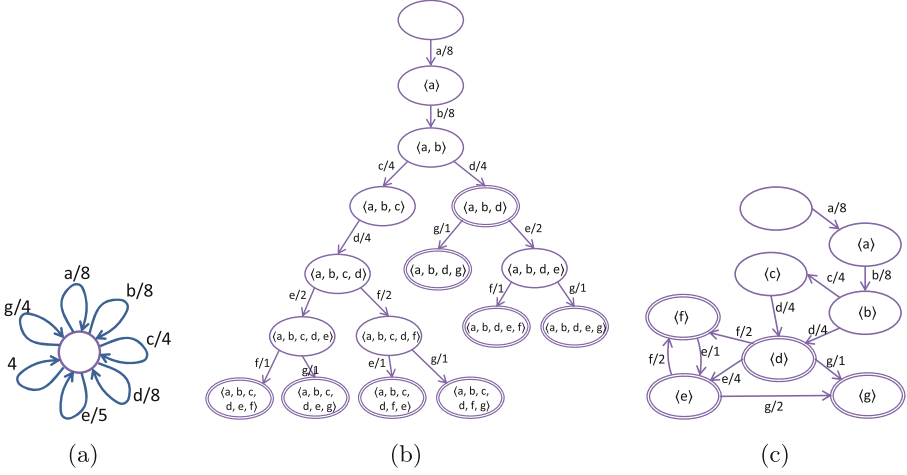 a/8
b/8
c/4
d/8
e/5
4
g/4
(a)
a/8
⟨a⟩
b/8
⟨a, b⟩
c/4
d/4
⟨a, b, c⟩
⟨a, b, d⟩
d/4
g/1
e/2
⟨a, b, c, d⟩
⟨a, b, d, g⟩
⟨a, b, d, e⟩
e/2
f/2
f/1
g/1
⟨a, b, c, d, e⟩
⟨a, b, c, d, f⟩
⟨a, b, d, e, f⟩
⟨a, b, d, e, g⟩
f/1
g/1
e/1
g/1
⟨a, b, c,
d, e, f⟩
⟨a, b, c,
d, e, g⟩
⟨a, b, c,
d, f, e⟩
⟨a, b, c,
d, f, g⟩
(b)
a/8
⟨a⟩
b/8
⟨c⟩
c/4
⟨b⟩
d/4
d/4
⟨f⟩
f/2
⟨d⟩
f/2
e/1
e/4
g/1
⟨e⟩
g/2
⟨g⟩
(c)